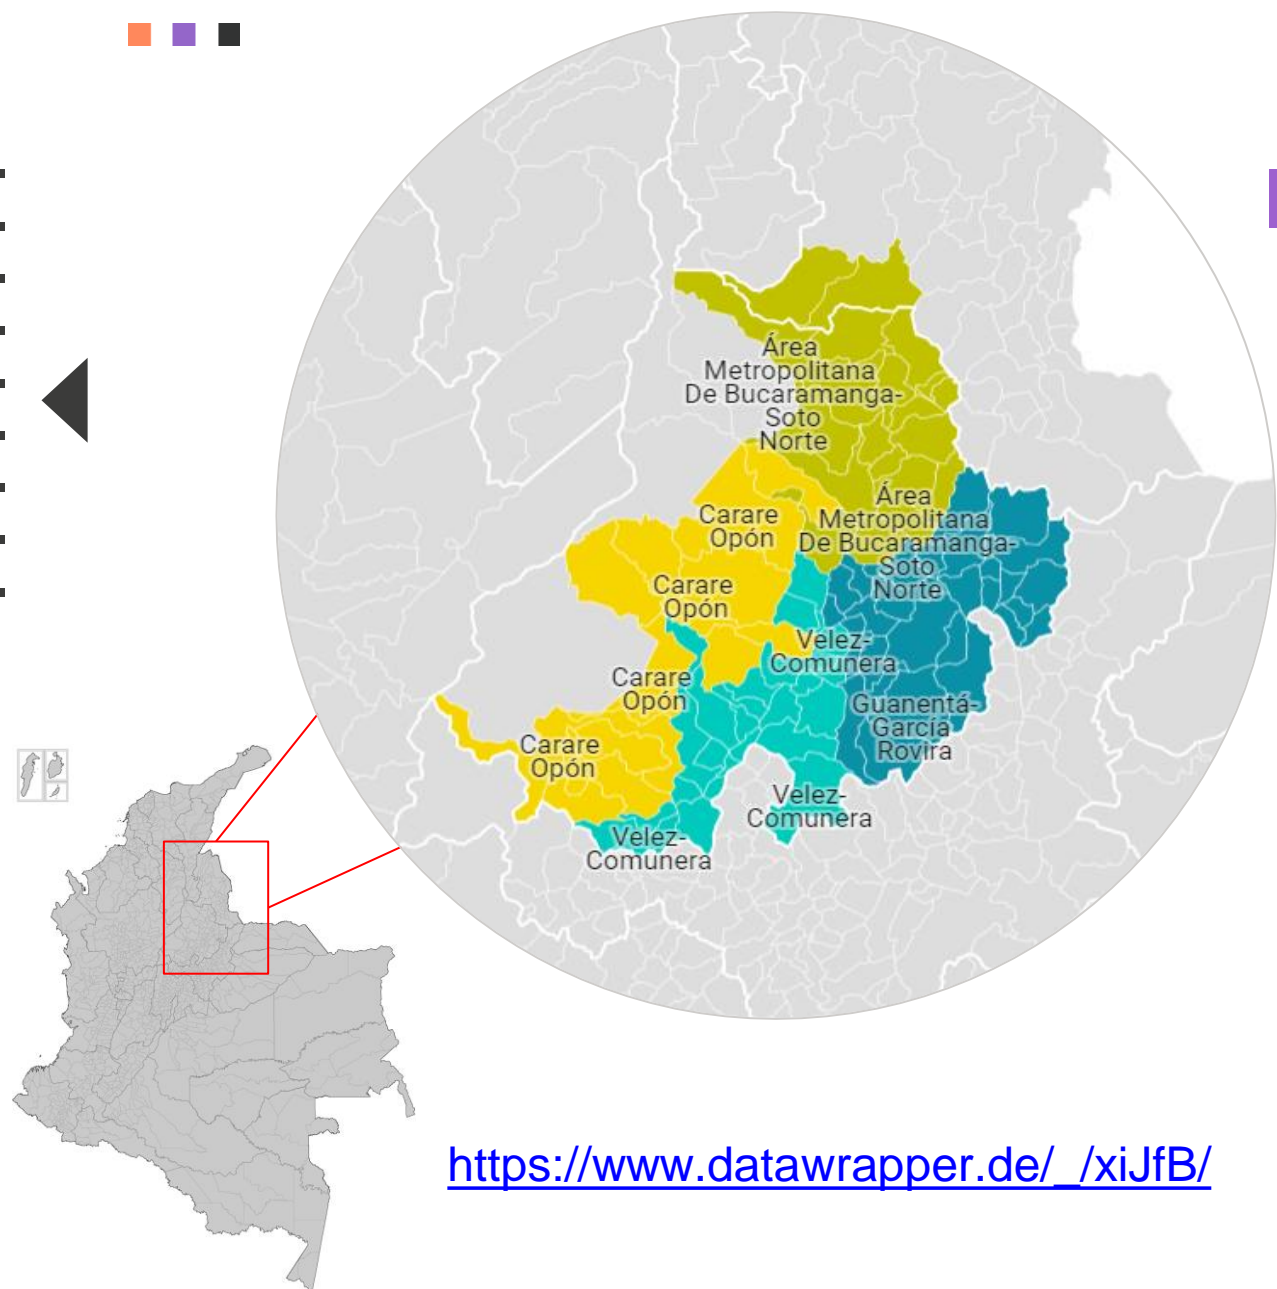 Área
Metropolitana
De Bucaramanga-
Soto
Norte
Área
Metropolitana
De Bucaramanga-
Soto
Norte
Carare
Opón
Carare
Opón
Velez-
Comunera
Carare
Opón
Guanentá-
García
Rovira
Carare
Opón
Velez-
Comunera
Velez-
Comunera
https://www.datawrapper.de/_/xiJfB/